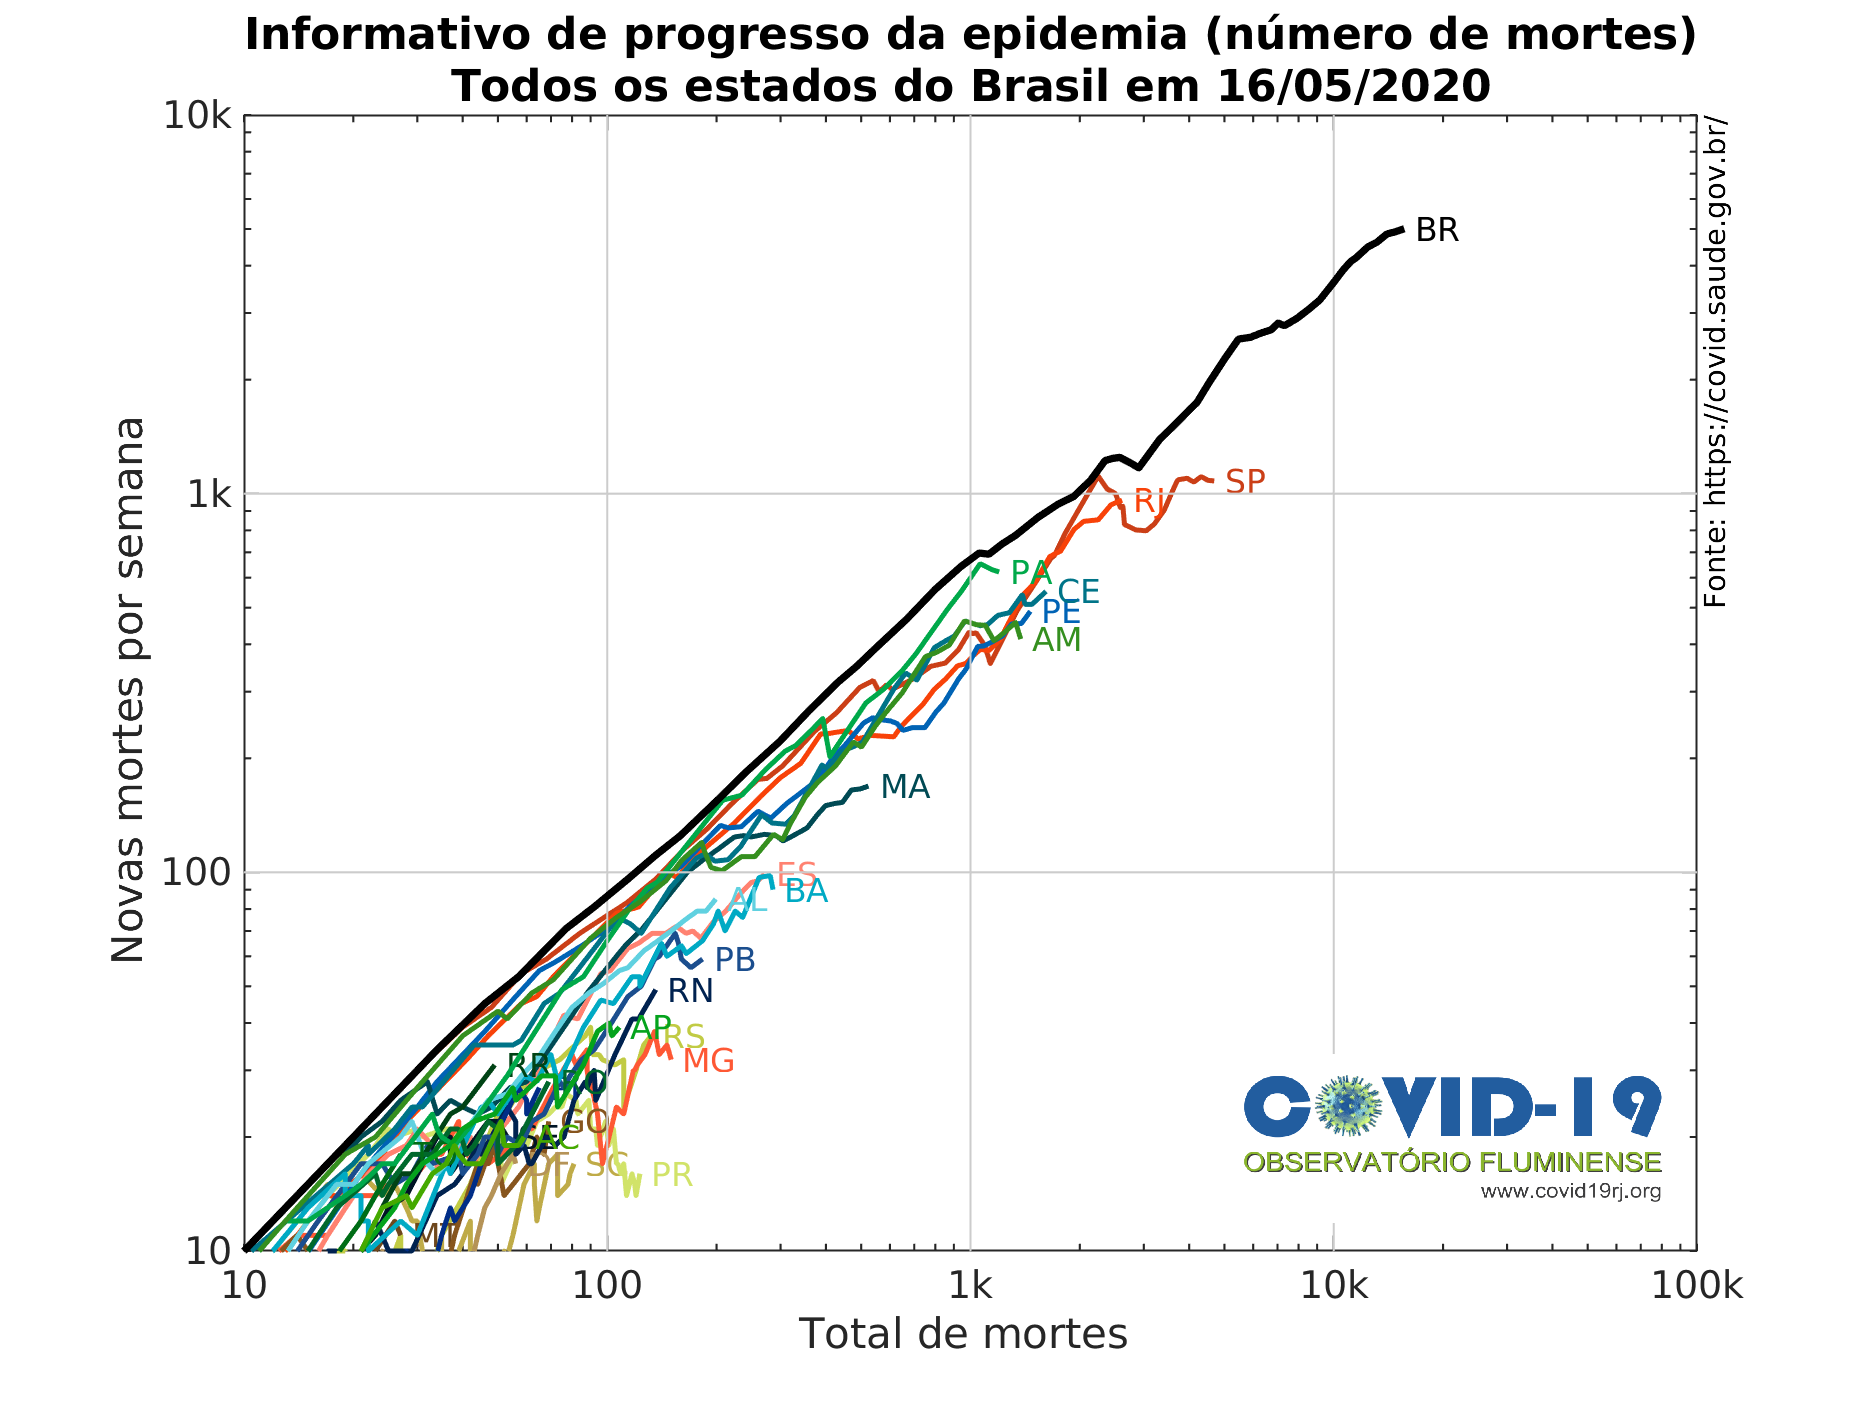 Informativo de progresso da epidemia (número de mortes)
Todos os estados do Brasil em 16/05/2020
10k
1k
100
10
Novas mortes por semana
BR
SP
RJ
PA
CE
PE
AM
MA
ES
BA
AL
PB
RN
AP
RS
MG
RR
GO
SE
AC
DF
SC
PR
MT
10
100
1k
10k
100k
Total de mortes
Fonte: https://covid.saude.gov.br/
COVID-19
OBSERVATÓRIO FLUMINENSE
www.covid19rj.org